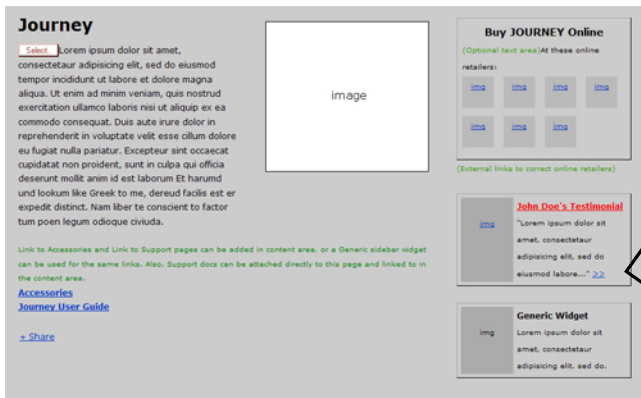 Journey
Select.. Lorem ipsum dolor sit amet,
consectetur adipisicing elit, sed do eiusmod
tempor incididunt ut labore et dolore magna
aliqua. Ut enim ad minim veniam, quis nostrud
exercitation ullamco laboris nisi ut aliquip ex ea
commodo consequat. Duis aute irure dolor in
reprehenderit in voluptate velit esse cillum dolore
eu fugiat nulla pariatur. Excepteur sint occaecat
cupidatat non proident, sunt in culpa qui officia
deserunt mollit anim id est laborum Et harumd
und lookum like Greek to me, dereud facilis est er
expedit distinct. Nam liber te conscient to factor
tum poen legum odioque civiuda.
image
Link to Accessories and Link to Support pages can be added in content area, or a Generic sidebar widget
can be used for the same links. Also, Support docs can be attached directly to this page and linked to in
the content area.
Accessories
Journey User Guide
+ Share
Buy JOURNEY Online
(Optional text area)At these online
retailers:
img img img img
img img img
(External links to correct online retailers)
img
John Doe's Testimonial
"Lorem ipsum dolor sit
amet, consectetaur
adipisicing elit, sed do
eiusmod labore..." >>
img
Generic Widget
Lorem ipsum dolor sit
amet, consectetaur
adipisicing elit, sed do.